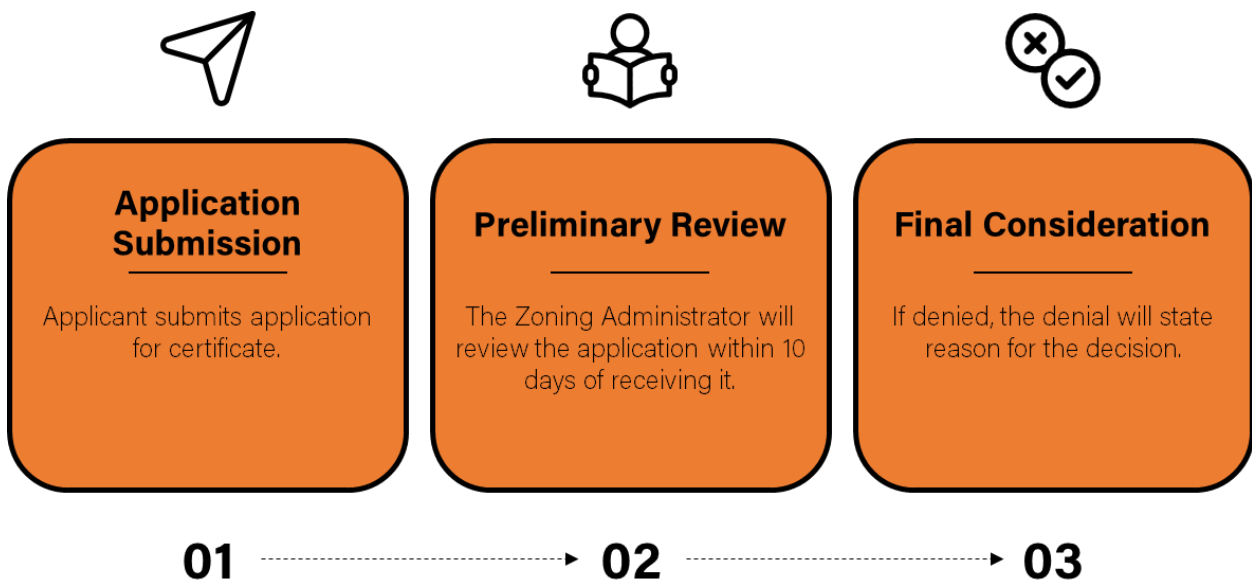 Application
Submission
Applicant submits application
for certificate.
Preliminary Review
The Zoning Administrator will
review the application within 10
days of receiving it.
Final Consideration
If denied, the denial will state
reason for the decision.
01
02
03